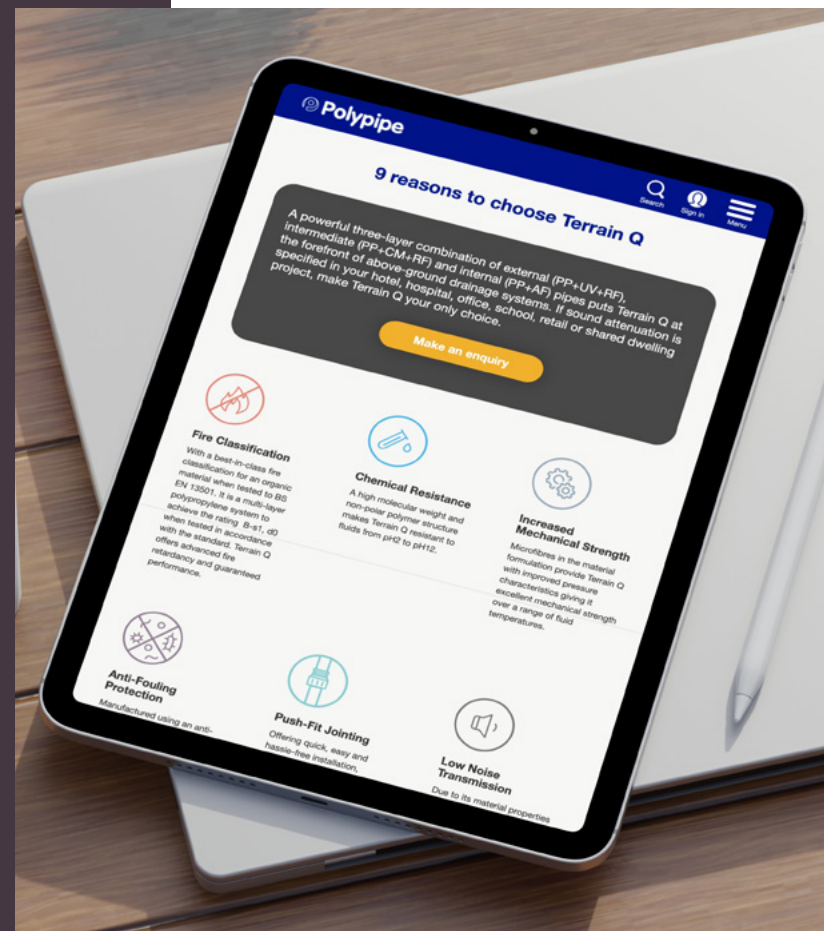 Polypipe
Search
Sign in
Menu
9 reasons to choose Terrain Q
A powerful three-layer combination of external (PP+UV+RF),
intermediate (PP+CM+RF) and internal (PP+AF) pipes puts Terrain Q at
the forefront of above-ground drainage systems. If sound attenuation is
specified in your hotel, hospital, office, school, retail or shared dwelling
project, make Terrain Q your only choice.
Make an enquiry
Fire Classification
With a best-in-class fire
classification for an organic
material when tested to BS
EN 13501. It is a multi-layer
polypropylene system to
achieve the rating B-s1, d0
when tested in accordance
with the standard. Terrain Q
offers advanced fire
retardancy and guaranteed
performance.
Chemical Resistance
A high molecular weight and
non-polar polymer structure
makes Terrain Q resistant to
fluids from pH2 to pH12.
Increased
Mechanical Strength
Microfibres in the material
formulation provide Terrain Q
with improved pressure
characteristics giving it
excellent mechanical strength
over a range of fluid
temperatures.
Anti-Fouling
Protection
Manufactured using an anti-
Push-Fit Jointing
Offering quick, easy and
hassle-free installation,
Low Noise
Transmission
Due to its material properties